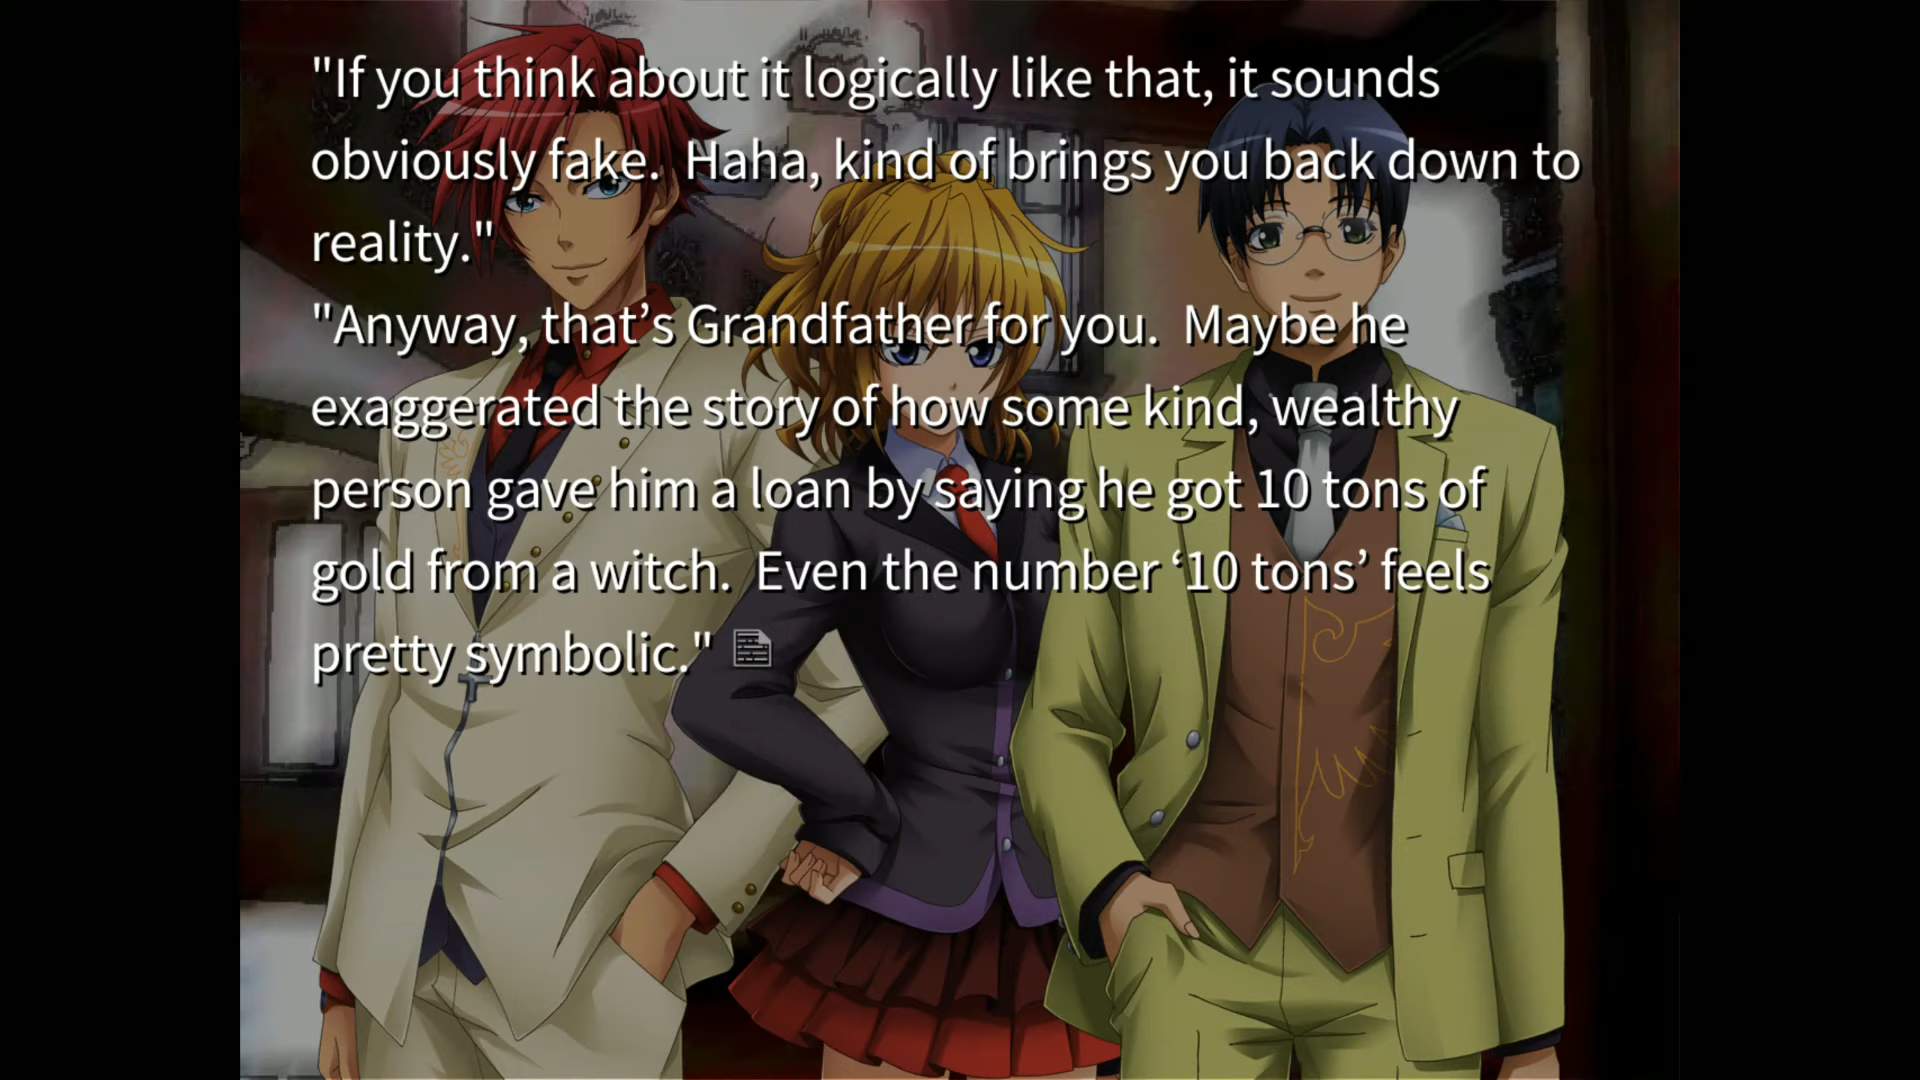 "If you think about it logically like that, it sounds
obviously fake.  Haha, kind of brings you back down to
reality."
"Anyway, that’s Grandfather for you.  Maybe he
exaggerated the story of how some kind, wealthy
person gave him a loan by saying he got 10 tons of
gold from a witch.  Even the number ‘10 tons’ feels
pretty symbolic."